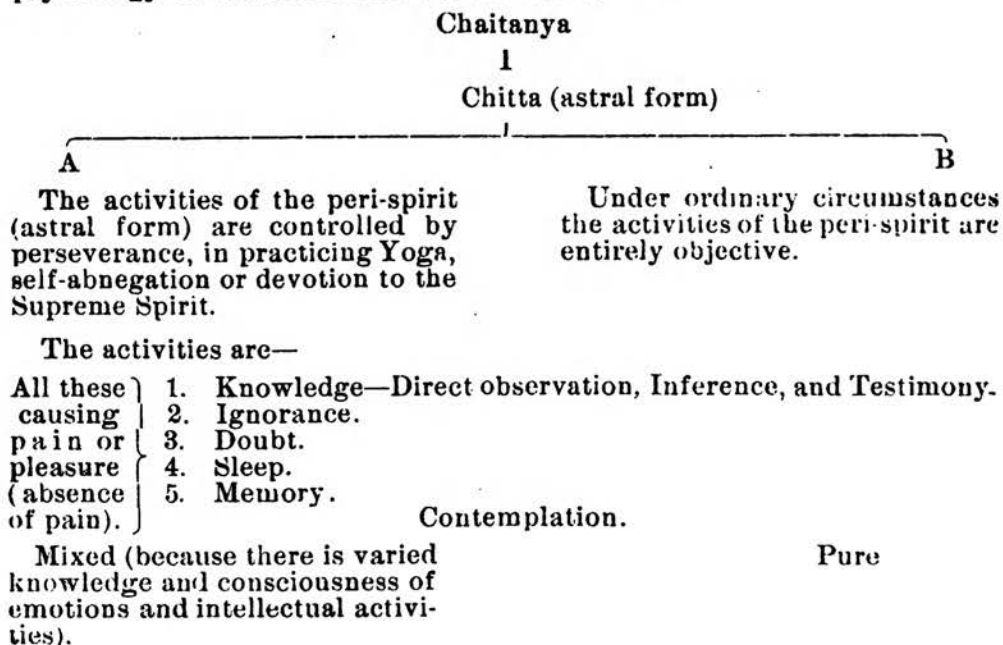 Chaitanya
1
Chitta (astral form)
A B
The activities of the peri-spirit
(astral form) are controlled by
perseverance, in practicing Yoga,
self-abnegation or devotion to the
Supreme Spirit.
Under ordinary circumstances
the activities of the peri-spirit are
entirely objective.
The activities are—
All these
causing
pain or
pleasure
(absence
of pain).
1. Knowledge—Direct observation, Inference, and Testimony.
2. Ignorance.
3. Doubt.
4. Sleep.
5. Memory.
Contemplation.
Mixed (because there is varied
knowledge and consciousness of
emotions and intellectual activi-
ties).
Pure